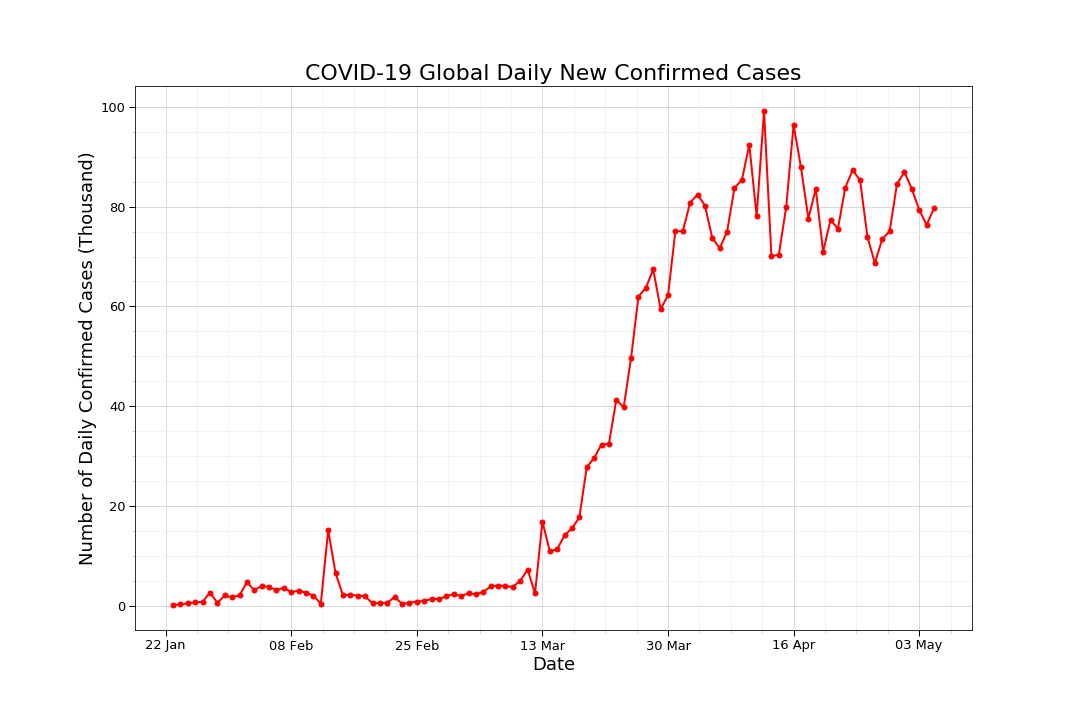 COVID-19 Global Daily New Confirmed Cases
Number of Daily Confirmed Cases (Thousand)
100
80
60
40
20
0
22 Jan 08 Feb 25 Feb 13 Mar 30 Mar 16 Apr 03 May
Date